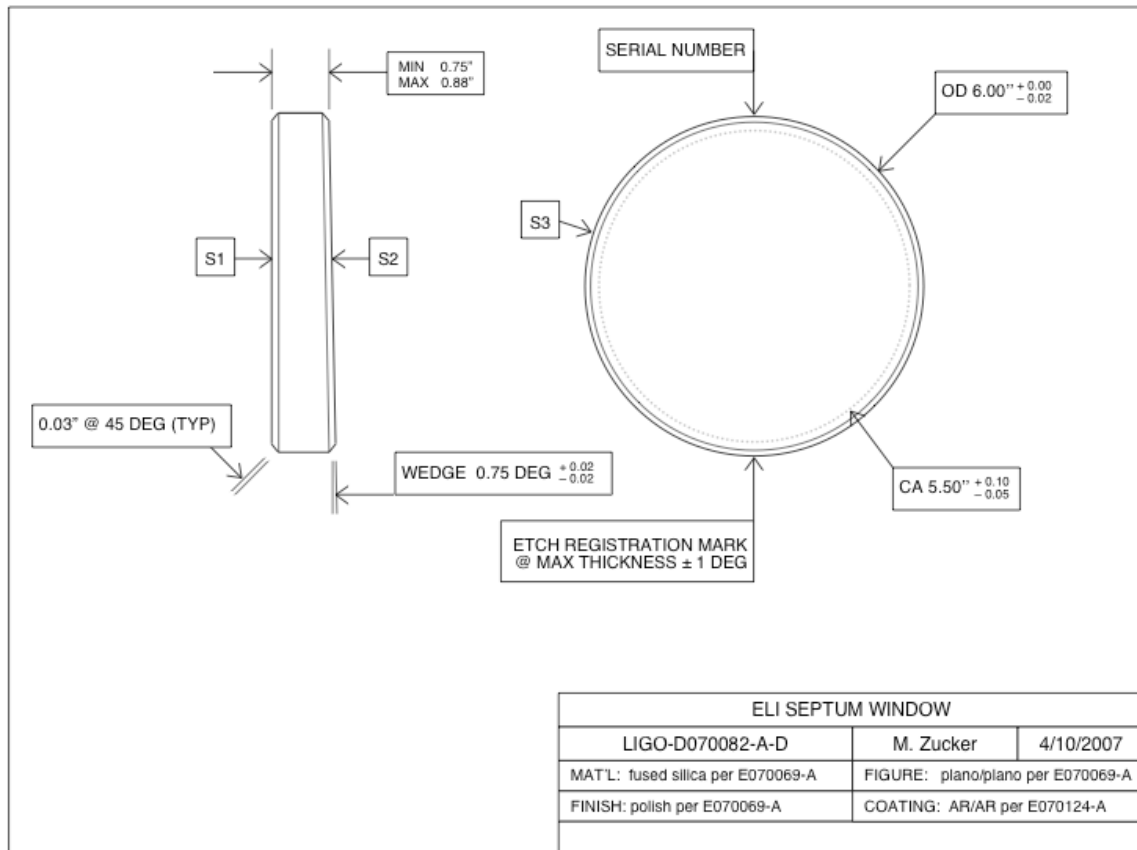 MIN 0.75"
MAX 0.88"
SERIAL NUMBER
OD 6.00" + 0.00
− 0.02
S3
S1
S2
0.03" @ 45 DEG (TYP)
WEDGE 0.75 DEG + 0.02
− 0.02
CA 5.50" + 0.10
− 0.05
ETCH REGISTRATION MARK
@ MAX THICKNESS ± 1 DEG
ELI SEPTUM WINDOW
LIGO-D070082-A-D M. Zucker 4/10/2007
MAT'L: fused silica per E070069-A FIGURE: plano/plano per E070069-A
FINISH: polish per E070069-A COATING: AR/AR per E070124-A